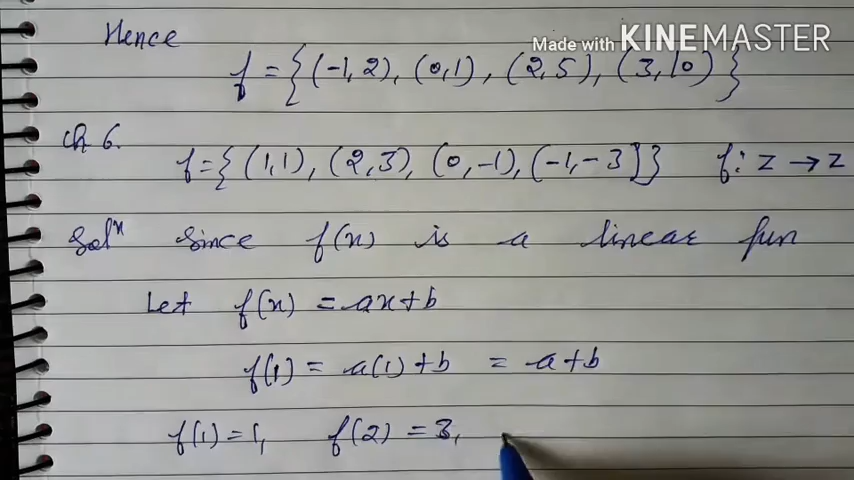 Hence
Made with KINEMASTER
f = {(-1,2), (0,1), (2,5), (3,10)}
Q 6. f = {(1,1), (2,3), (0,-1), (-1,-3]} f: Z → Z
Solⁿ Since f(x) is a linear fun
Let f(x) = ax+b
f(1) = a(1)+b = a+b
f(1) = 1, f(2) = 3,